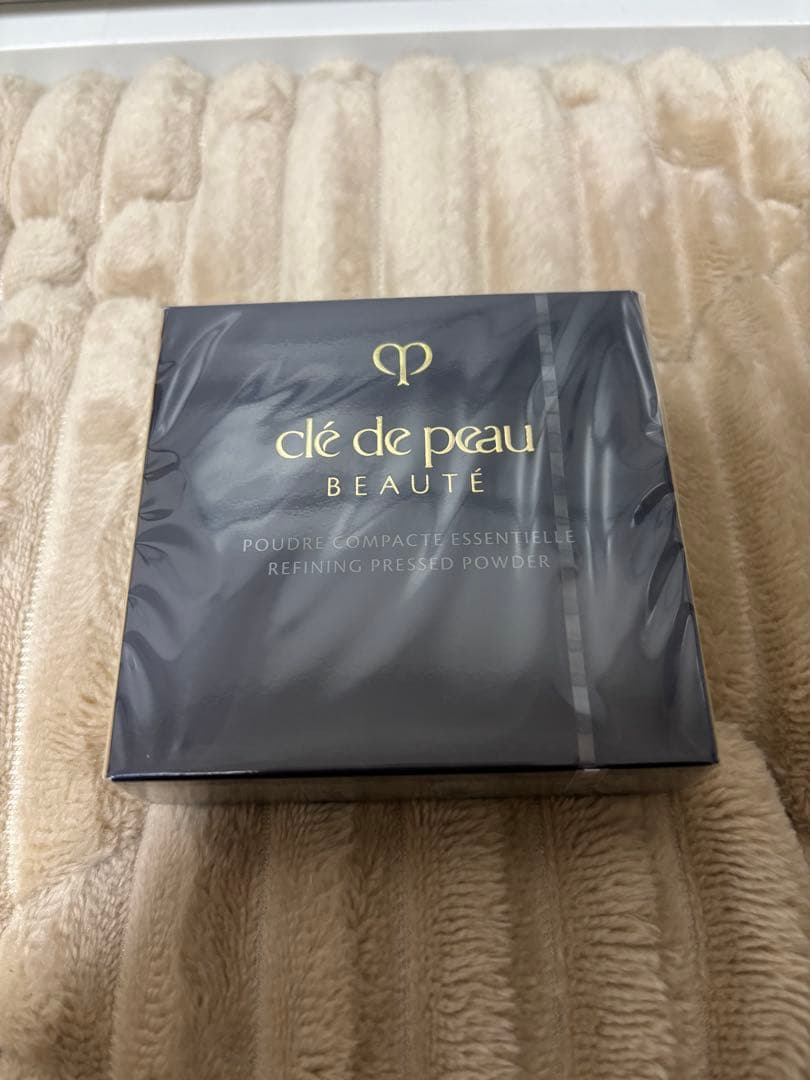 clé de peau
BEAUTÉ
POUDRE COMPACTE ESSENTIELLE
REFINING PRESSED POWDER